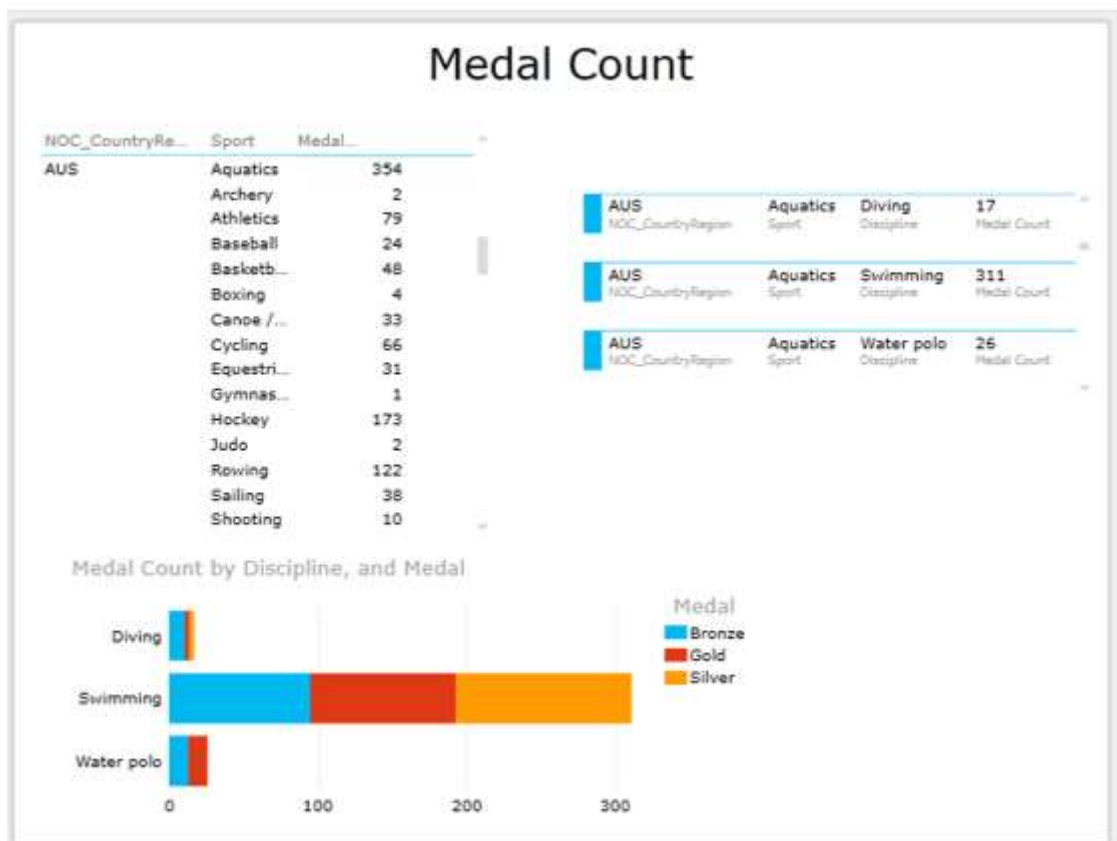 Medal Count
NOC_CountryRe... Sport Medal...
AUS Aquatics 354
Archery 2
Athletics 79
Baseball 24
Basketb... 48
Boxing 4
Canoe /... 33
Cycling 66
Equestri... 31
Gymnas... 1
Hockey 173
Judo 2
Rowing 122
Sailing 38
Shooting 10
AUS Aquatics Diving 17
NOC_CountryRegion Sport Discipline Medal Count
AUS Aquatics Swimming 311
NOC_CountryRegion Sport Discipline Medal Count
AUS Aquatics Water polo 26
NOC_CountryRegion Sport Discipline Medal Count
Medal Count by Discipline, and Medal
Medal
Bronze
Gold
Silver
Diving
Swimming
Water polo
0 100 200 300